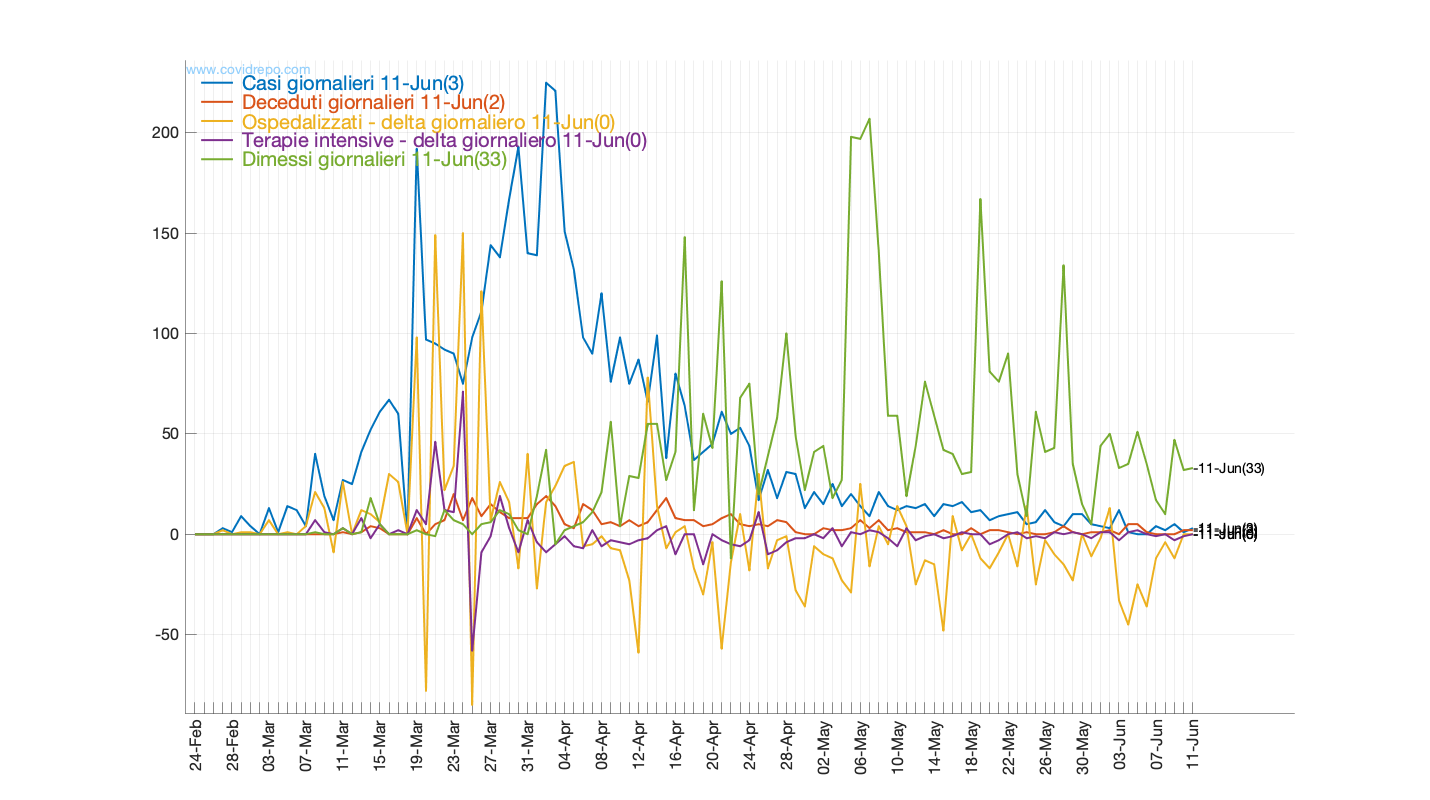 www.covidrepo.com
Casi giornalieri 11-Jun(3)
Deceduti giornalieri 11-Jun(2)
Ospedalizzati - delta giornaliero 11-Jun(0)
Terapie intensive - delta giornaliero 11-Jun(0)
Dimessi giornalieri 11-Jun(33)
200
150
100
50
0
-50
11-Jun(33)
24-Feb
28-Feb
03-Mar
07-Mar
11-Mar
15-Mar
19-Mar
23-Mar
27-Mar
31-Mar
04-Apr
08-Apr
12-Apr
16-Apr
20-Apr
24-Apr
28-Apr
02-May
06-May
10-May
14-May
18-May
22-May
26-May
30-May
03-Jun
07-Jun
11-Jun